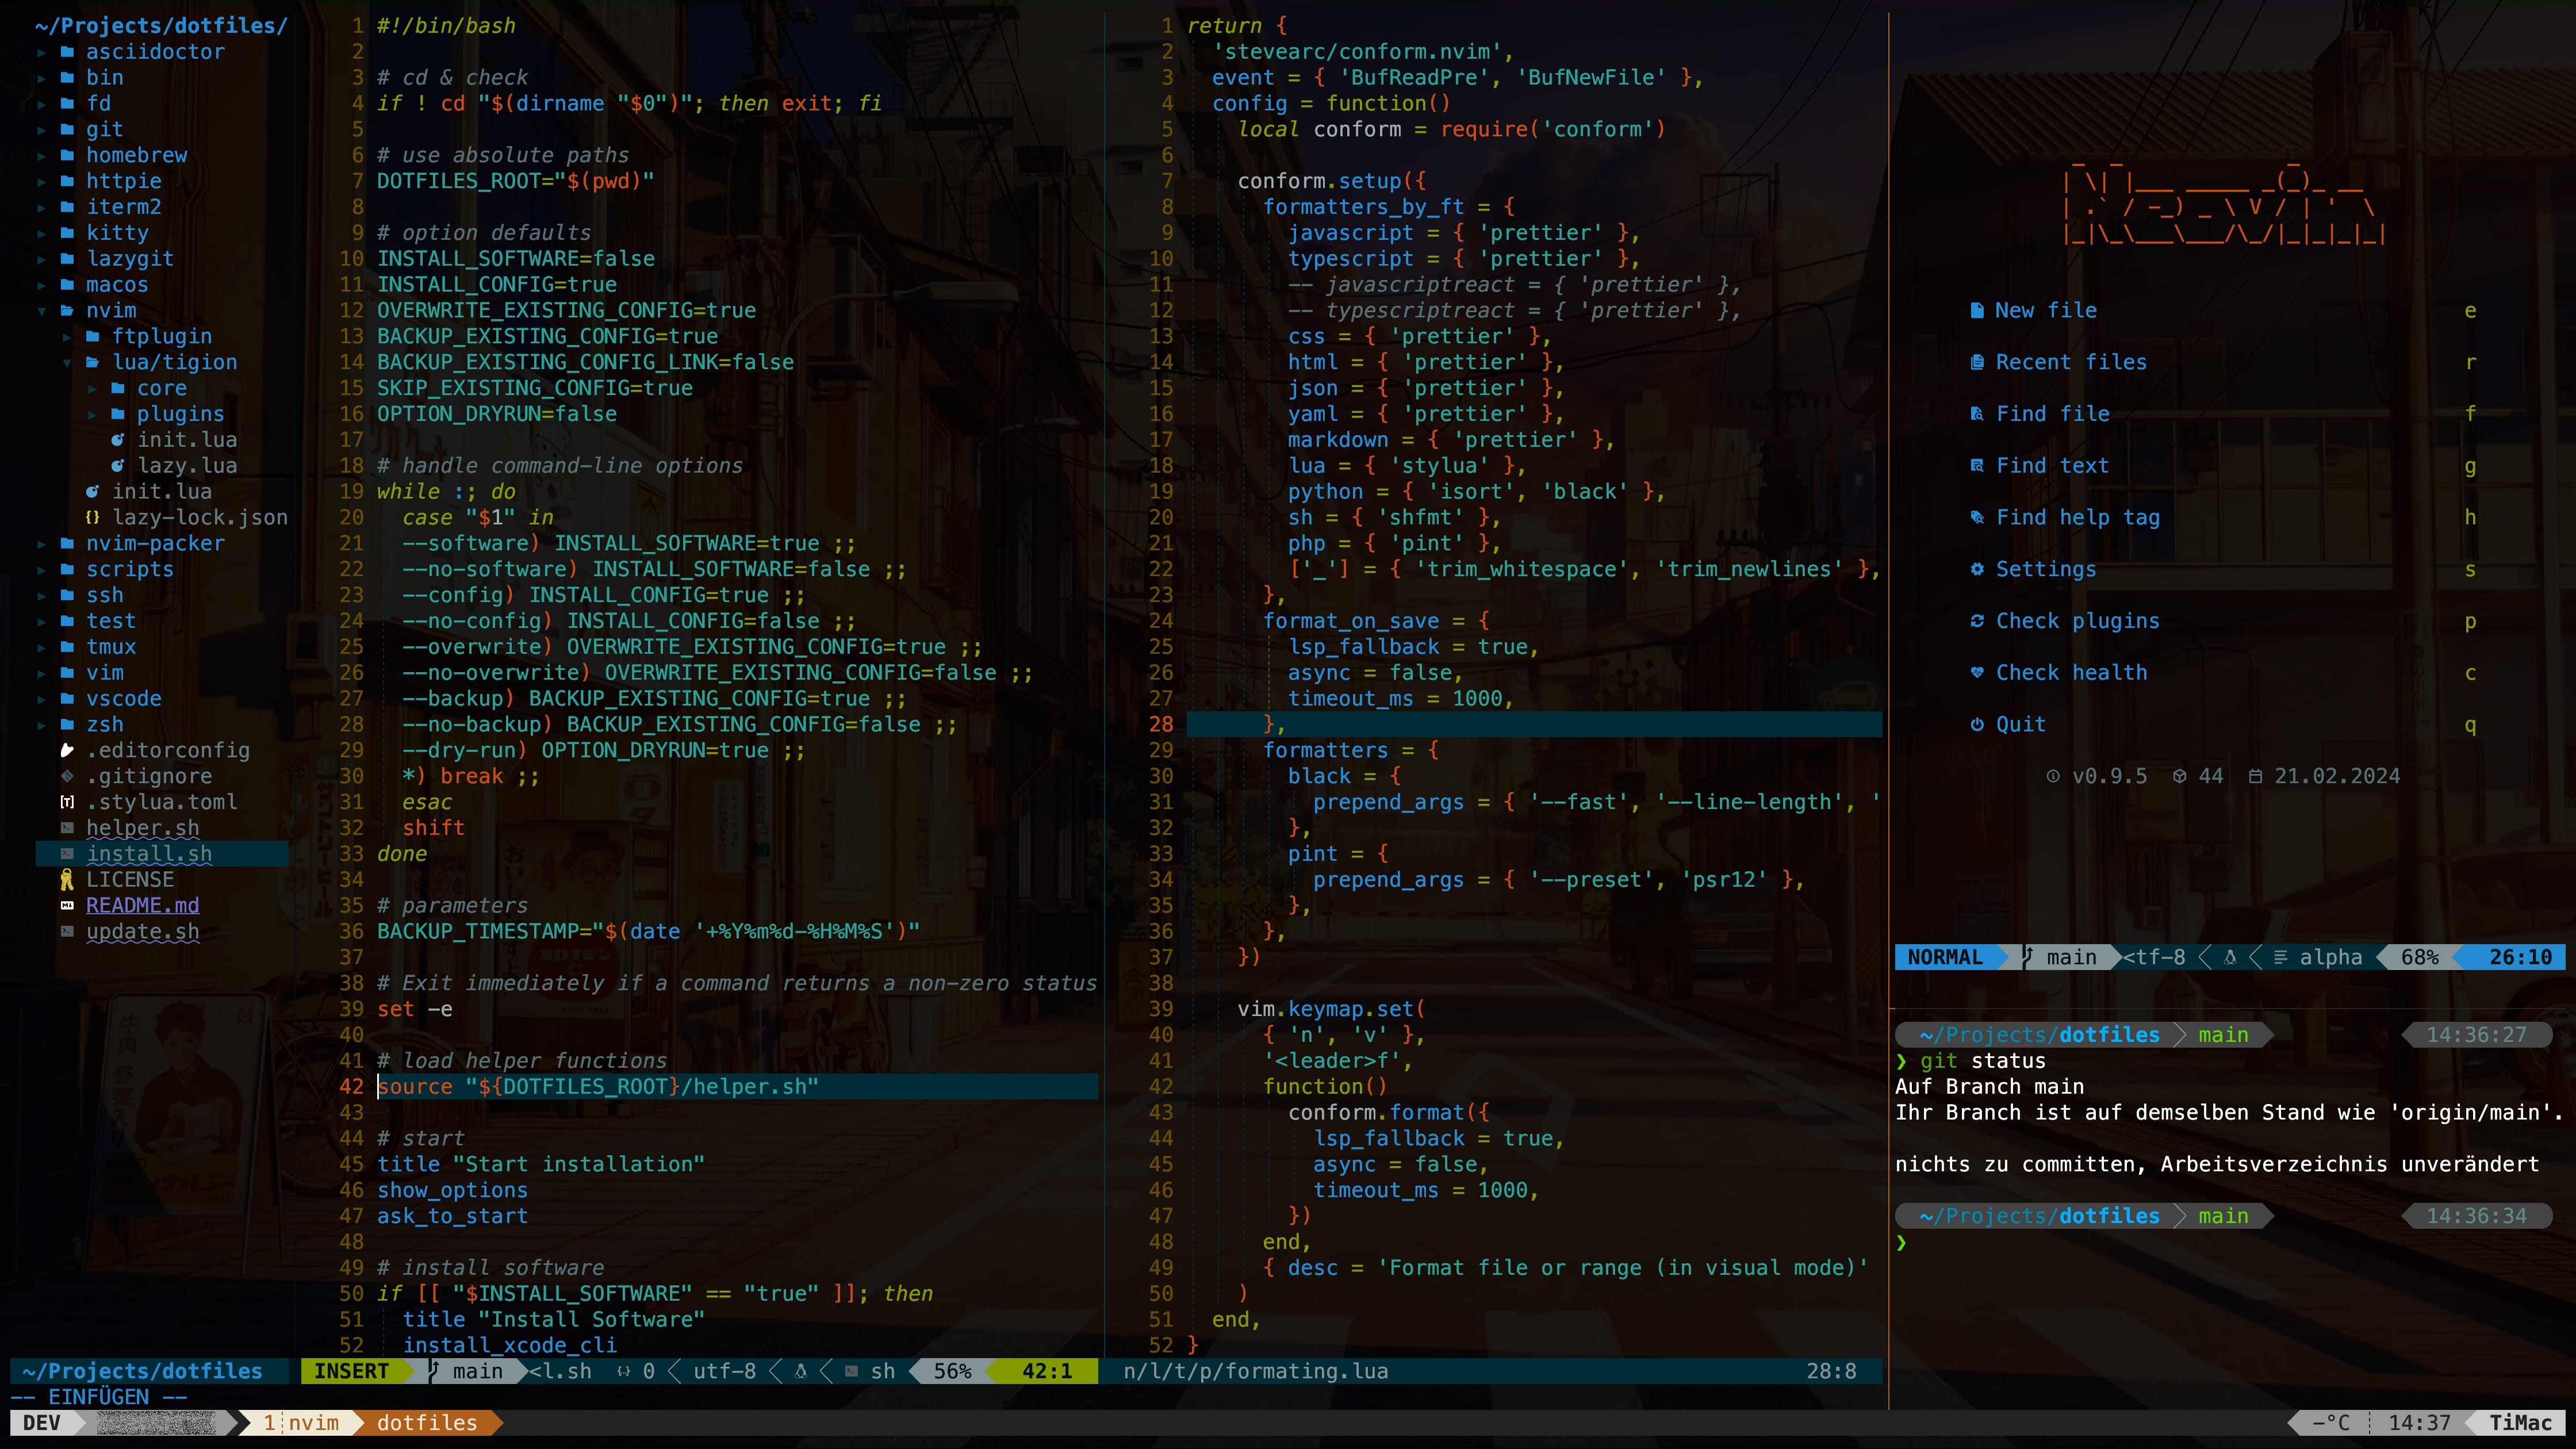 ~/Projects/dotfiles/
asciidoctor
bin
fd
git
homebrew
httpie
iterm2
kitty
lazygit
macos
nvim
ftplugin
lua/tigion
core
plugins
init.lua
lazy.lua
init.lua
lazy-lock.json
nvim-packer
scripts
ssh
test
tmux
vim
vscode
zsh
.editorconfig
.gitignore
.stylua.toml
helper.sh
install.sh
LICENSE
README.md
update.sh
~/Projects/dotfiles
1 #!/bin/bash
2
3 # cd & check
4 if ! cd "$(dirname "$0")"; then exit; fi
5
6 # use absolute paths
7 DOTFILES_ROOT="$(pwd)"
8
9 # option defaults
10 INSTALL_SOFTWARE=false
11 INSTALL_CONFIG=true
12 OVERWRITE_EXISTING_CONFIG=true
13 BACKUP_EXISTING_CONFIG=true
14 BACKUP_EXISTING_CONFIG_LINK=false
15 SKIP_EXISTING_CONFIG=true
16 OPTION_DRYRUN=false
17
18 # handle command-line options
19 while :; do
20 case "$1" in
21 --software) INSTALL_SOFTWARE=true ;;
22 --no-software) INSTALL_SOFTWARE=false ;;
23 --config) INSTALL_CONFIG=true ;;
24 --no-config) INSTALL_CONFIG=false ;;
25 --overwrite) OVERWRITE_EXISTING_CONFIG=true ;;
26 --no-overwrite) OVERWRITE_EXISTING_CONFIG=false ;;
27 --backup) BACKUP_EXISTING_CONFIG=true ;;
28 --no-backup) BACKUP_EXISTING_CONFIG=false ;;
29 --dry-run) OPTION_DRYRUN=true ;;
30 *) break ;;
31 esac
32 shift
33 done
34
35 # parameters
36 BACKUP_TIMESTAMP="$(date '+%Y%m%d-%H%M%S')"
37
38 # Exit immediately if a command returns a non-zero status
39 set -e
40
41 # load helper functions
42 source "${DOTFILES_ROOT}/helper.sh"
43
44 # start
45 title "Start installation"
46 show_options
47 ask_to_start
48
49 # install software
50 if [[ "$INSTALL_SOFTWARE" == "true" ]]; then
51 title "Install Software"
52 install_xcode_cli
INSERT main <l.sh {} 0 utf-8 sh 56% 42:1
1 return {
2 'stevearc/conform.nvim',
3 event = { 'BufReadPre', 'BufNewFile' },
4 config = function()
5 local conform = require('conform')
6
7 conform.setup({
8 formatters_by_ft = {
9 javascript = { 'prettier' },
10 typescript = { 'prettier' },
11 -- javascriptreact = { 'prettier' },
12 -- typescriptreact = { 'prettier' },
13 css = { 'prettier' },
14 html = { 'prettier' },
15 json = { 'prettier' },
16 yaml = { 'prettier' },
17 markdown = { 'prettier' },
18 lua = { 'stylua' },
19 python = { 'isort', 'black' },
20 sh = { 'shfmt' },
21 php = { 'pint' },
22 ['_'] = { 'trim_whitespace', 'trim_newlines' },
23 },
24 format_on_save = {
25 lsp_fallback = true,
26 async = false,
27 timeout_ms = 1000,
28 },
29 formatters = {
30 black = {
31 prepend_args = { '--fast', '--line-length', '
32 },
33 pint = {
34 prepend_args = { '--preset', 'psr12' },
35 },
36 },
37 })
38
39 vim.keymap.set(
40 { 'n', 'v' },
41 '<leader>f',
42 function()
43 conform.format({
44 lsp_fallback = true,
45 async = false,
46 timeout_ms = 1000,
47 })
48 end,
49 { desc = 'Format file or range (in visual mode)'
50 )
51 end,
52 }
n/l/t/p/formating.lua 28:8
Neovim
New file e
Recent files r
Find file f
Find text g
Find help tag h
Settings s
Check plugins p
Check health c
Quit q
v0.9.5 44 21.02.2024
NORMAL main <tf-8 alpha 68% 26:10
~/Projects/dotfiles main 14:36:27
❯ git status
Auf Branch main
Ihr Branch ist auf demselben Stand wie 'origin/main'.
nichts zu committen, Arbeitsverzeichnis unverändert
~/Projects/dotfiles main 14:36:34
❯
-- EINFÜGEN --
DEV 1 nvim dotfiles -°C 14:37 TiMac